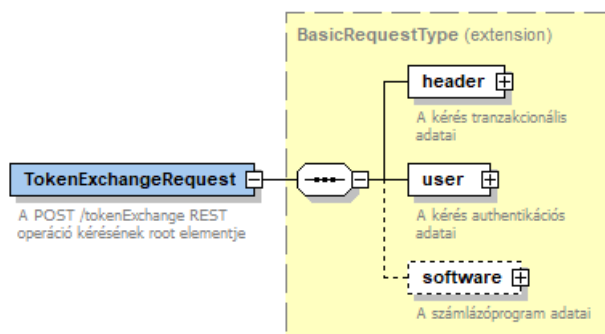 BasicRequestType (extension)
header
A kérés tranzakcionális
adatai
TokenExchangeRequest
A POST /tokenExchange REST
operáció kérésének root elementje
user
A kérés authentikációs
adatai
software
A számlázóprogram adatai